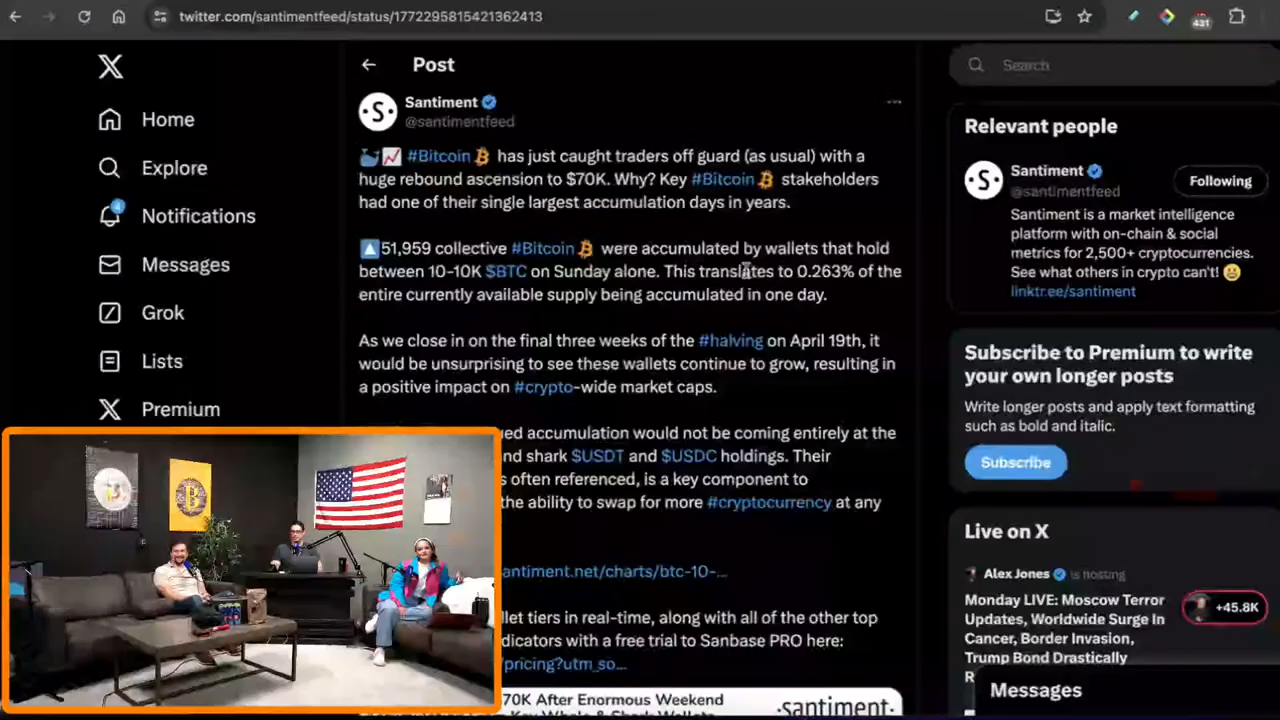 twitter.com/santimentfeed/status/1772295815421362413
431
Home
Explore
4
Notifications
Messages
Grok
Lists
Premium
Post
Santiment
@santimentfeed
#Bitcoin has just caught traders off guard (as usual) with a
huge rebound ascension to $70K. Why? Key #Bitcoin stakeholders
had one of their single largest accumulation days in years.
51,959 collective #Bitcoin were accumulated by wallets that hold
between 10-10K $BTC on Sunday alone. This translates to 0.263% of the
entire currently available supply being accumulated in one day.
As we close in on the final three weeks of the #halving on April 19th, it
would be unsurprising to see these wallets continue to grow, resulting in
a positive impact on #crypto-wide market caps.
ued accumulation would not be coming entirely at the
nd shark $USDT and $USDC holdings. Their
s often referenced, is a key component to
the ability to swap for more #cryptocurrency at any
antiment.net/charts/btc-10-...
llet tiers in real-time, along with all of the other top
dicators with a free trial to Sanbase PRO here:
/pricing?utm_so...
70K After Enormous Weekend
Key Whale & Shark Wallets
·santiment.
Search
Relevant people
Santiment
@santimentfeed
Following
Santiment is a market intelligence
platform with on-chain & social
metrics for 2,500+ cryptocurrencies.
See what others in crypto can't!
linktr.ee/santiment
Subscribe to Premium to write
your own longer posts
Write longer posts and apply text formatting
such as bold and italic.
Subscribe
Live on X
Alex Jones is hosting
Monday LIVE: Moscow Terror
Updates, Worldwide Surge In
Cancer, Border Invasion,
Trump Bond Drastically
+45.8K
Messages